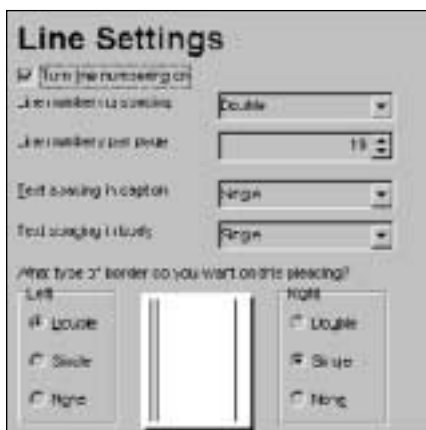 Line Settings
Turn line numbering on
Line numbering spacing
Double
Line numbers per page
Text spacing in caption
Single
Text spacing in body
Single
What type of border do you want on this pleading?
Left
Right
Double
Double
Single
Single
None
None